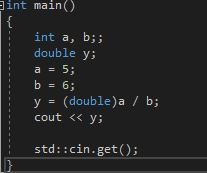 int main()
{
int a, b;;
double y;
a = 5;
b = 6;
y = (double)a / b;
cout << y;
std::cin.get();
}